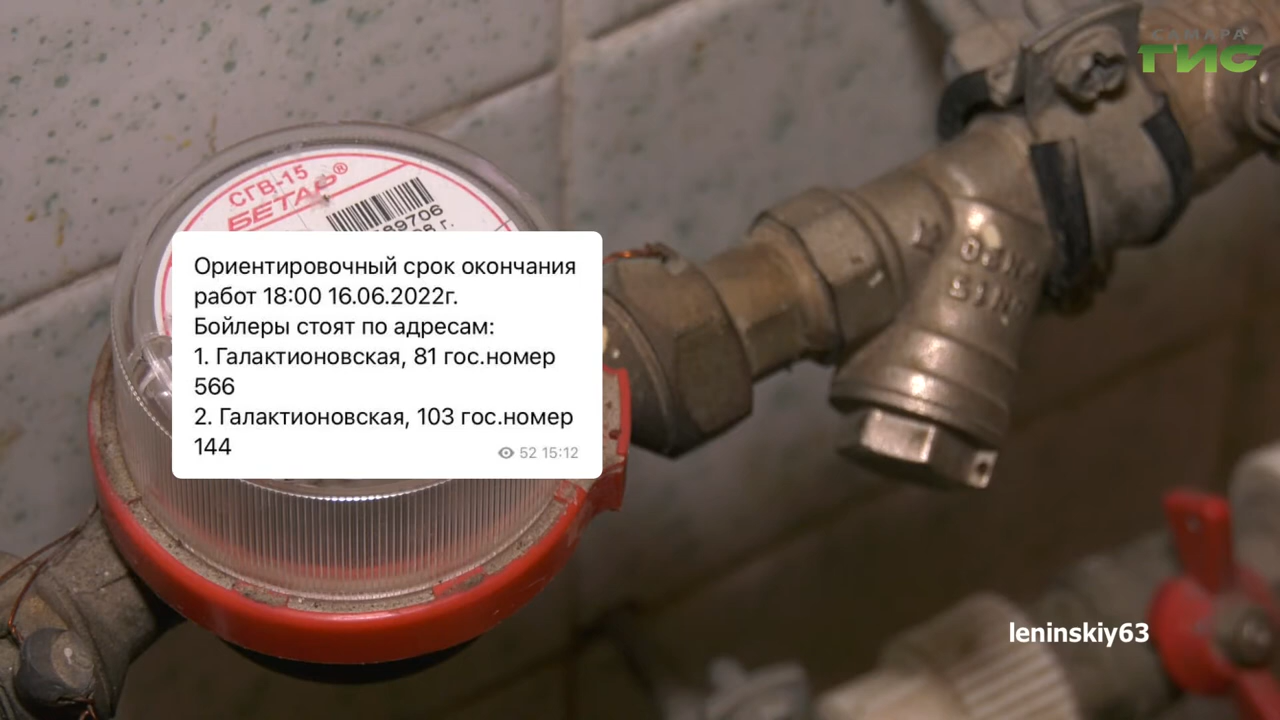 САМАРА
ГИС
СГВ-15
БЕТАР®
89706
Ориентировочный срок окончания
работ 18:00 16.06.2022г.
Бойлеры стоят по адресам:
1. Галактионовская, 81 гос.номер
566
2. Галактионовская, 103 гос.номер
144
52 15:12
leninskiy63